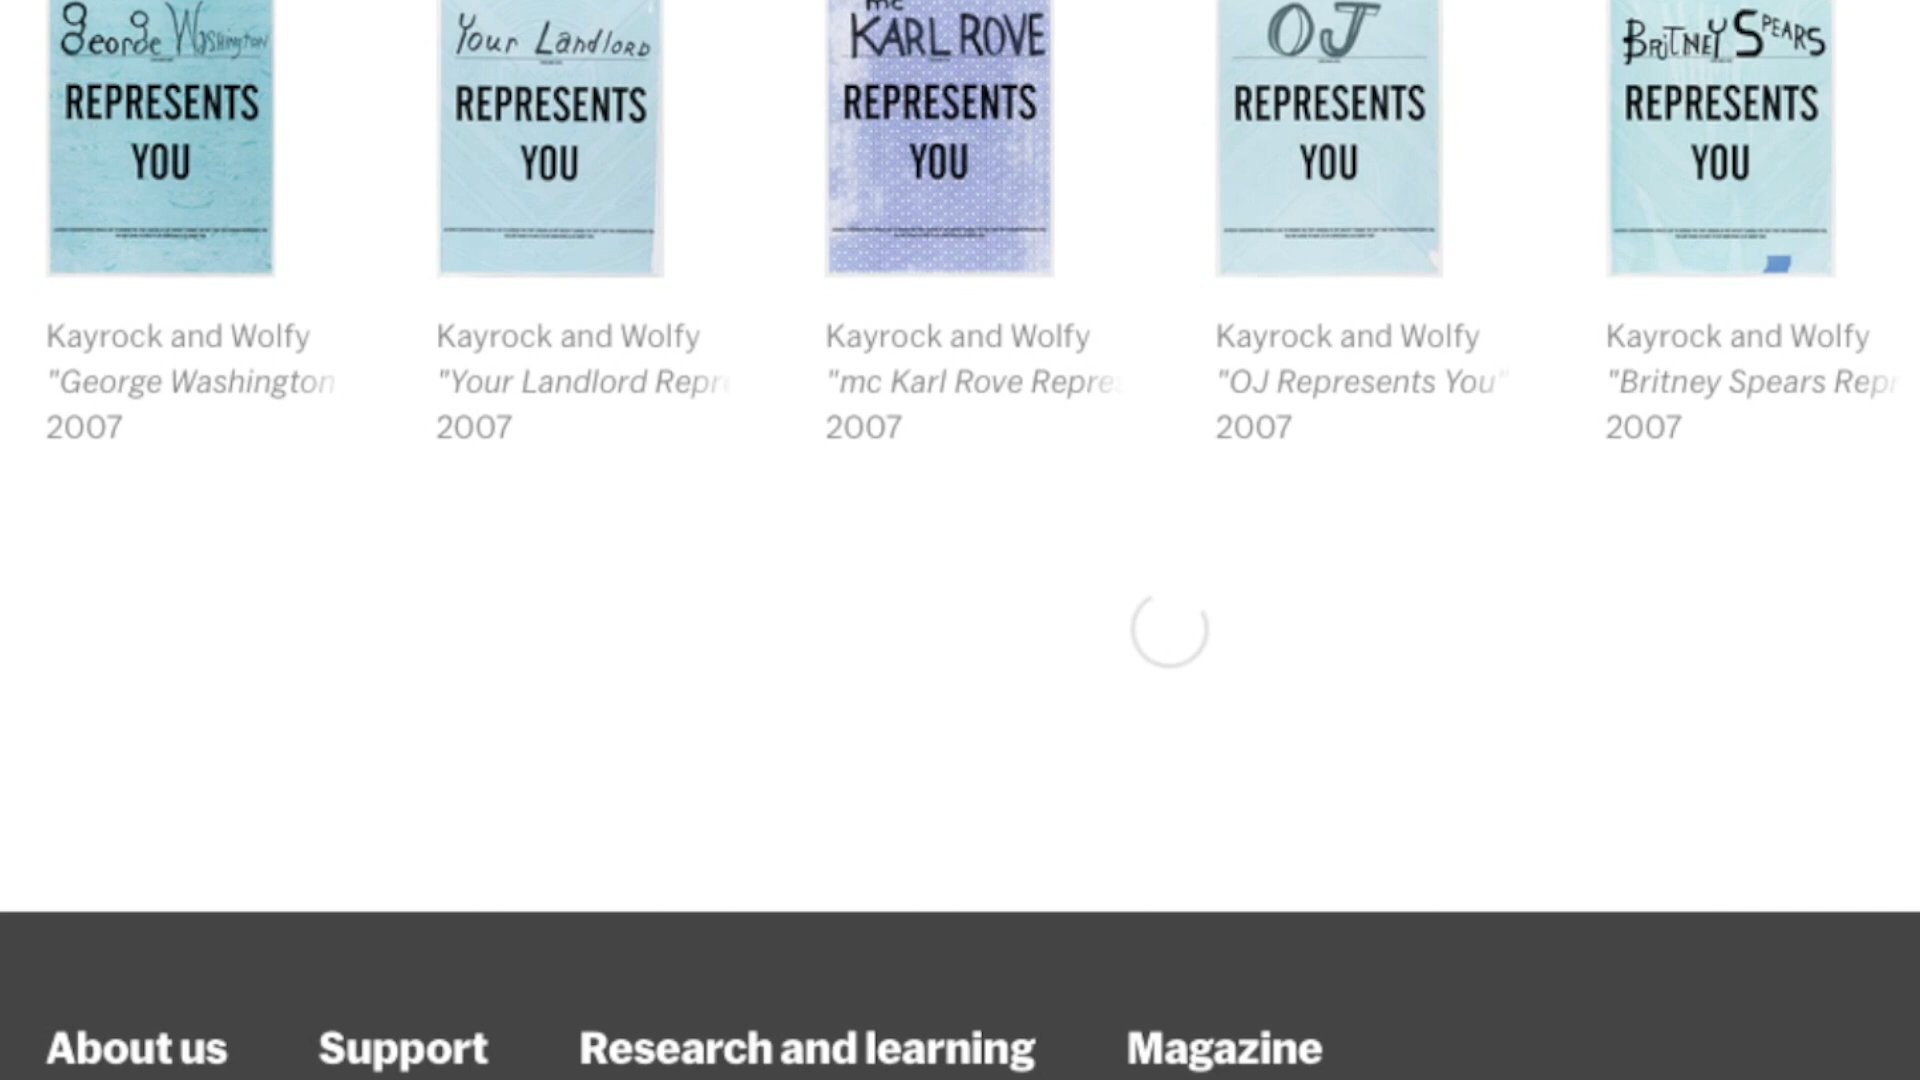 George Washington
REPRESENTS
YOU
Your Landlord
REPRESENTS
YOU
mc
KARL ROVE
REPRESENTS
YOU
OJ
REPRESENTS
YOU
BRiTNEY SPEARS
REPRESENTS
YOU
Kayrock and Wolfy
"George Washington
2007
Kayrock and Wolfy
"Your Landlord Repre
2007
Kayrock and Wolfy
"mc Karl Rove Repres
2007
Kayrock and Wolfy
"OJ Represents You"
2007
Kayrock and Wolfy
"Britney Spears Repr
2007
About us
Support
Research and learning
Magazine